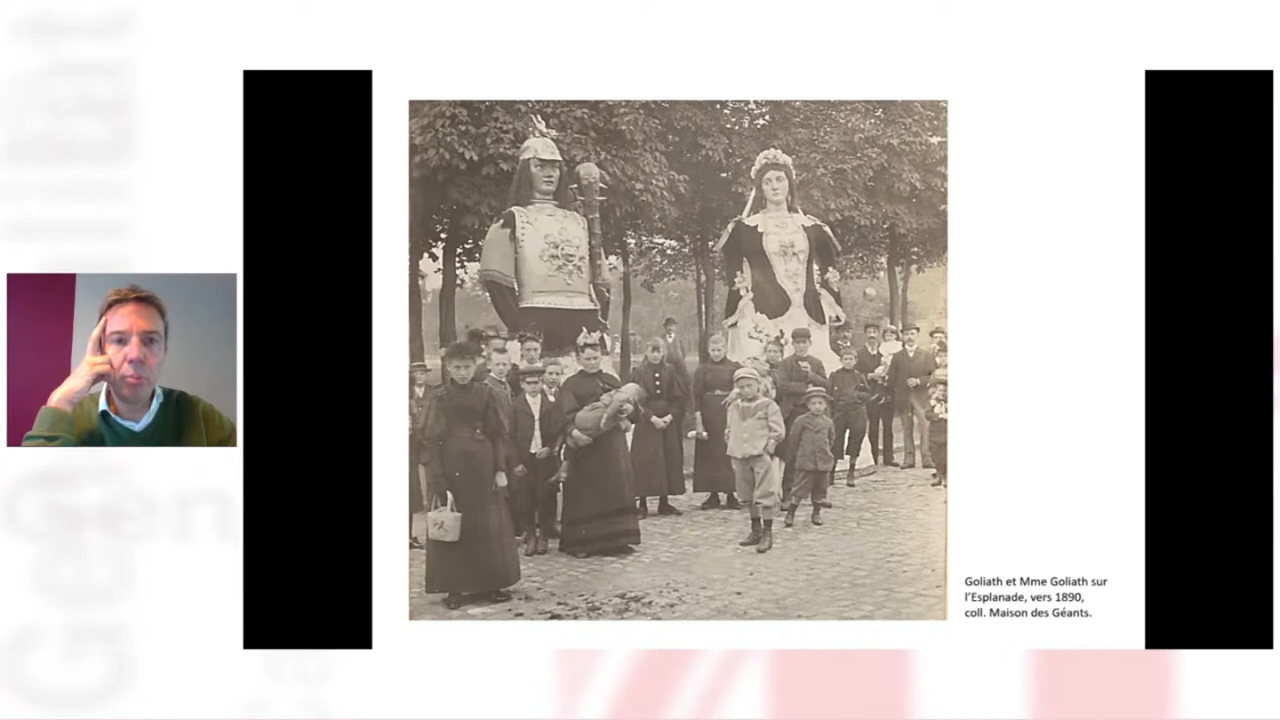 Goliath et Mme Goliath sur
l'Esplanade, vers 1890,
coll. Maison des Géants.